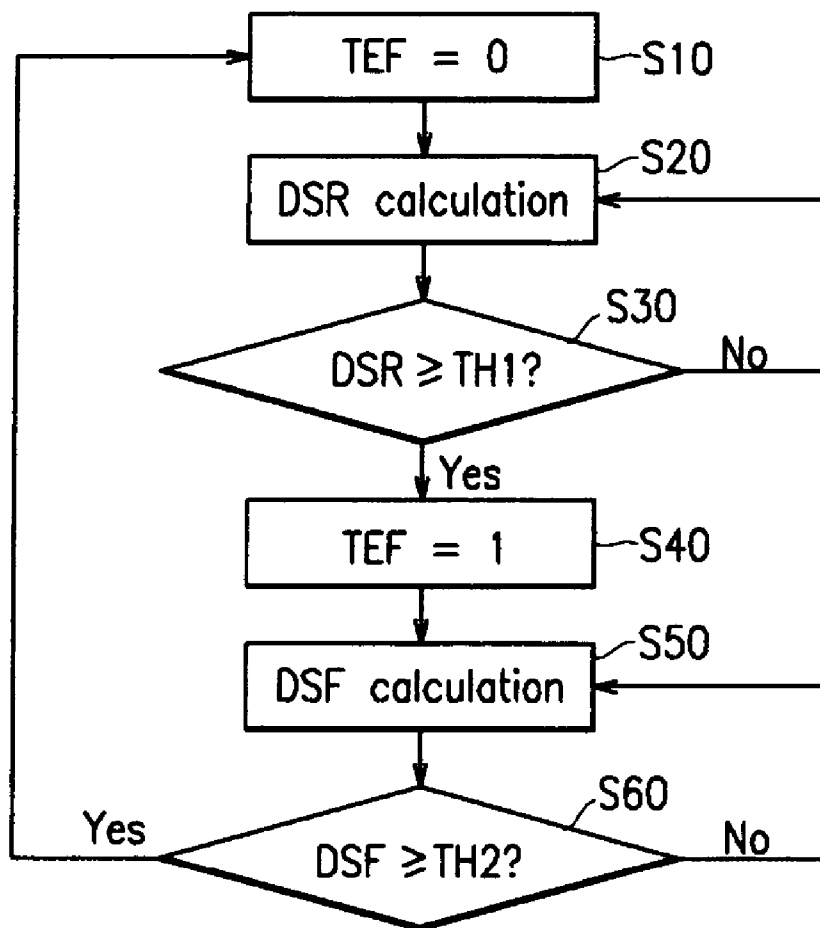 TEF = 0
S10
S20
DSR calculation
S30
DSR ≥ TH1?
No
Yes
TEF = 1
S40
S50
DSF calculation
S60
Yes
DSF ≥ TH2?
No